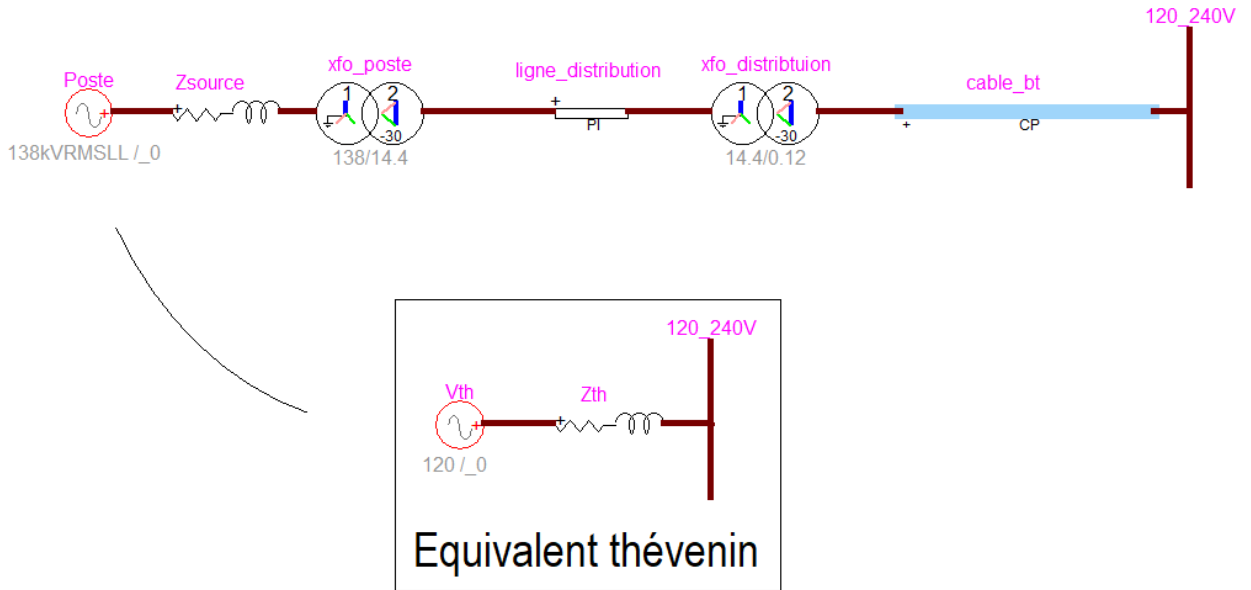 120_240V
Poste
Zsource
xfo_poste
ligne_distribution
xfo_distribtuion
cable_bt
+
+
1
2
-30
+
PI
1
2
-30
+
CP
138kVRMSLL /_0
138/14.4
14.4/0.12
120_240V
Vth
Zth
+
+
120 /_0
Equivalent thévenin